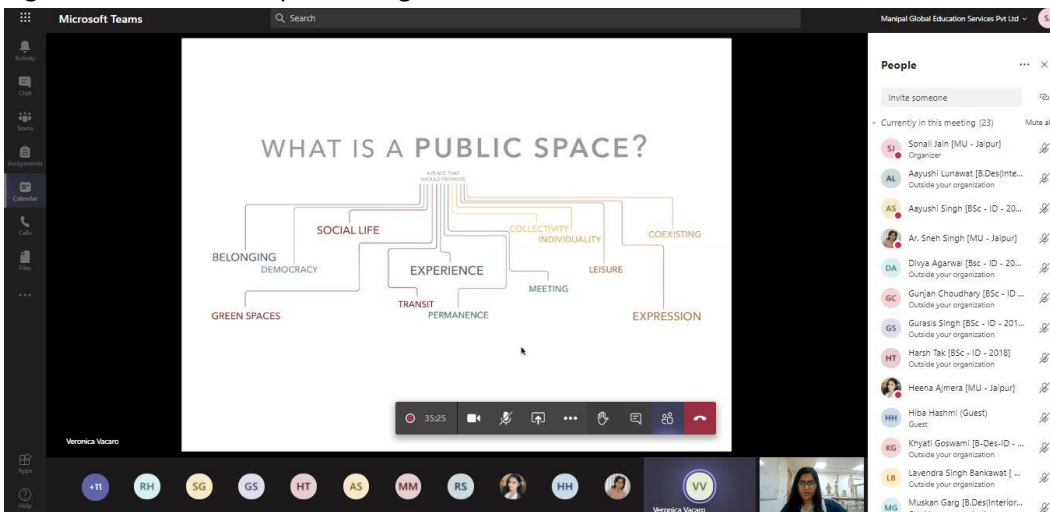 Microsoft Teams
Search
Manipal Global Education Services Pvt Ltd
Activity
Chat
Teams
Assignments
Calendar
Calls
Files
Apps
Help
WHAT IS A PUBLIC SPACE?
A PLACE THAT
SHOULD PROMOTE
SOCIAL LIFE
COLLECTIVITY
INDIVIDUALITY
COEXISTING
BELONGING
DEMOCRACY
EXPERIENCE
LEISURE
MEETING
TRANSIT
GREEN SPACES
PERMANENCE
EXPRESSION
35:25
Veronica Vacaro
+11
RH
SG
GS
HT
AS
MM
RS
HH
VV
Veronica Vacaro
People
Invite someone
Currently in this meeting (23)
Mute al
SJ
Sonali Jain [MU - Jaipur]
Organizer
AL
Aayushi Lunawat [B.Des(Inte...
Outside your organization
AS
Aayushi Singh [BSc - ID - 20...
Ar. Sneh Singh [MU - Jaipur]
DA
Divya Agarwal [Bsc - ID - 20...
Outside your organization
GC
Gunjan Choudhary [BSc - ID ...
Outside your organization
GS
Gurasis Singh [BSc - ID - 201...
Outside your organization
HT
Harsh Tak [BSc - ID - 2018]
Outside your organization
Heena Ajmera [MU - Jaipur]
HH
Hiba Hashmi (Guest)
Guest
KG
Khyati Goswami [B-Des-ID - ...
Outside your organization
LB
Lavendra Singh Bankawat [ ...
Outside your organization
MG
Muskan Garg [B.Des(Interior...